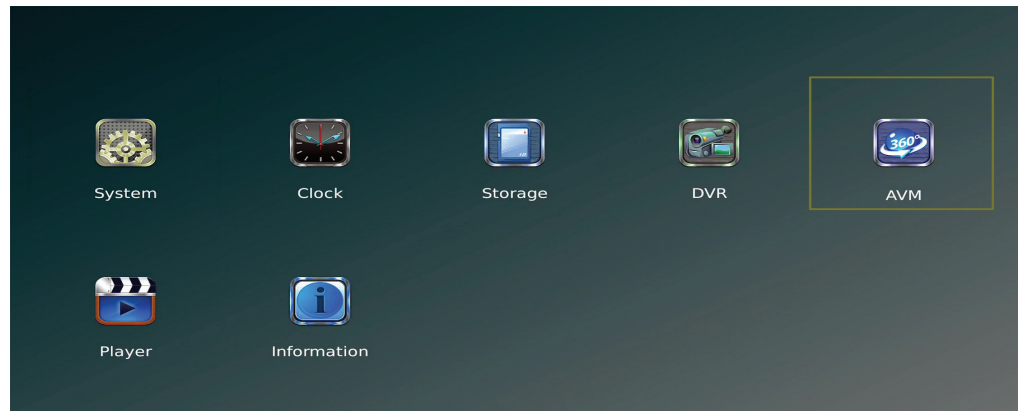 System
Clock
Storage
DVR
360°
AVM
Player
Information